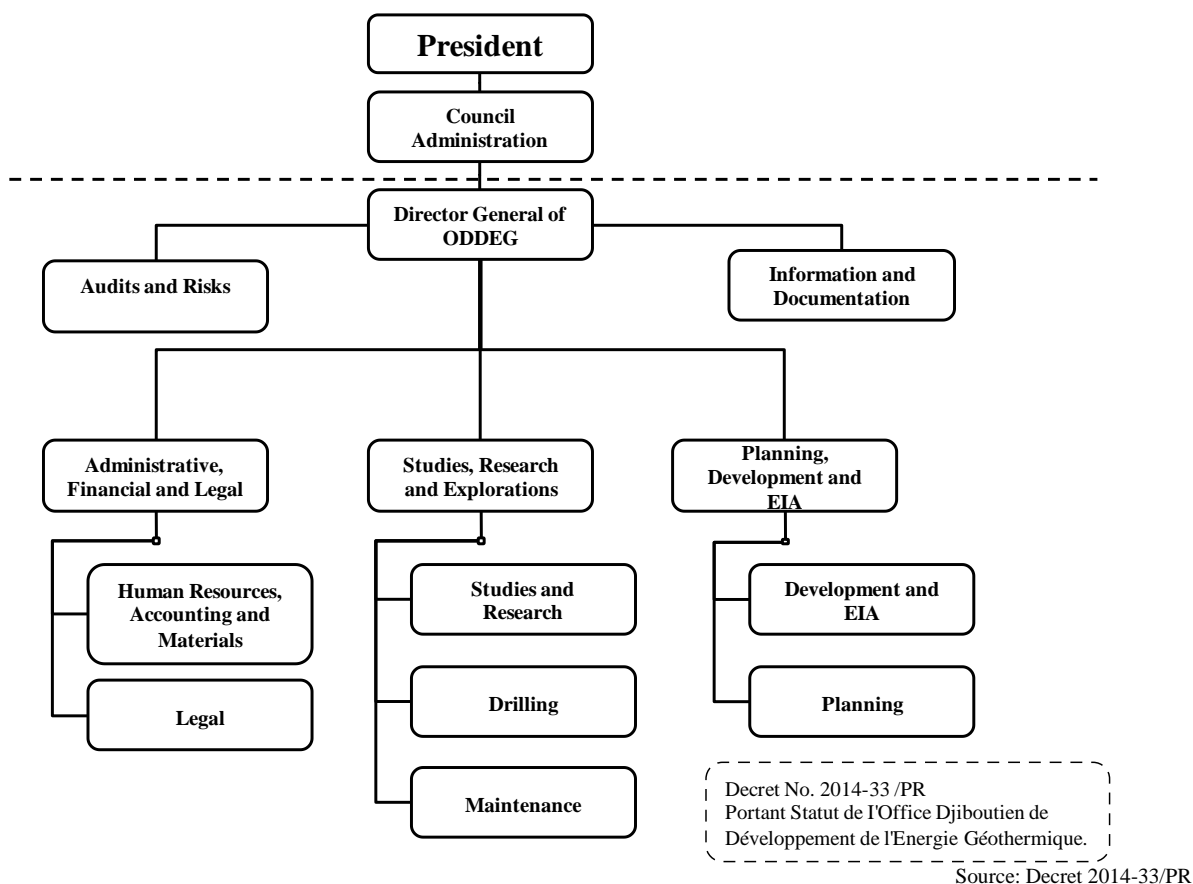 President
Council
Administration
Director General of
ODDEG
Audits and Risks
Information and
Documentation
Administrative,
Financial and Legal
Studies, Research
and Explorations
Planning,
Development and
EIA
Human Resources,
Accounting and
Materials
Legal
Studies and
Research
Drilling
Maintenance
Development and
EIA
Planning
Decret No. 2014-33 /PR
Portant Statut de I'Office Djiboutien de
Développement de l'Energie Géothermique.
Source: Decret 2014-33/PR